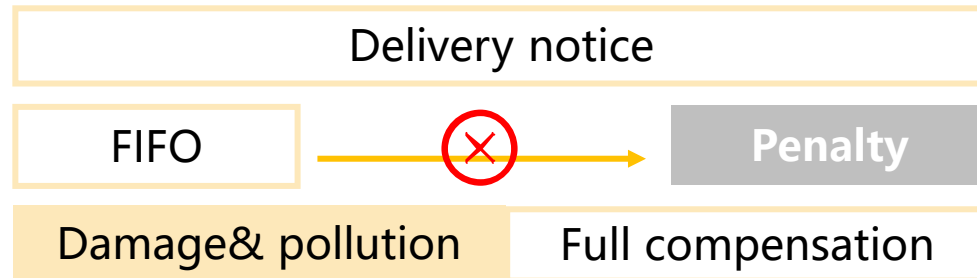 Delivery notice
FIFO
Penalty
Damage& pollution
Full compensation